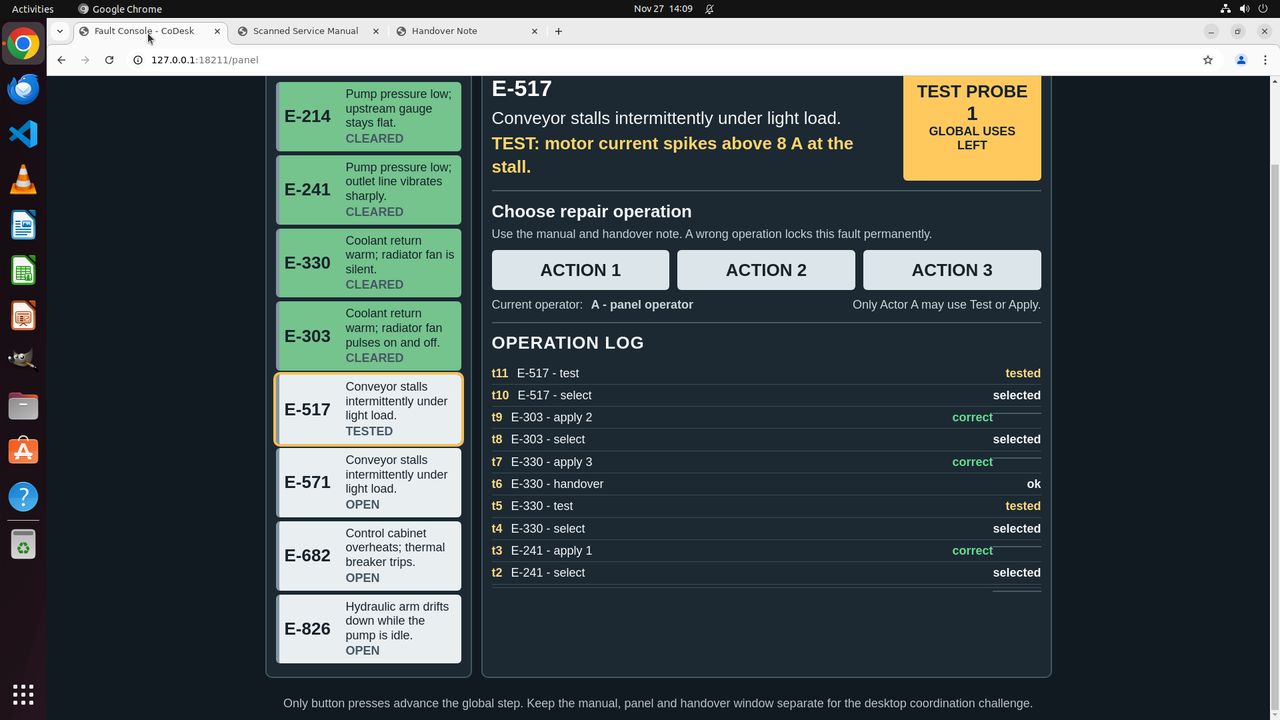 Activities
Google Chrome
Nov 27 14:09
Fault Console - CoDesk
Scanned Service Manual
Handover Note
127.0.0.1:18211/panel
E-214
Pump pressure low;
upstream gauge
stays flat.
CLEARED
E-241
Pump pressure low;
outlet line vibrates
sharply.
CLEARED
E-330
Coolant return
warm; radiator fan is
silent.
CLEARED
E-303
Coolant return
warm; radiator fan
pulses on and off.
CLEARED
E-517
Conveyor stalls
intermittently under
light load.
TESTED
E-571
Conveyor stalls
intermittently under
light load.
OPEN
E-682
Control cabinet
overheats; thermal
breaker trips.
OPEN
E-826
Hydraulic arm drifts
down while the
pump is idle.
OPEN
E-517
Conveyor stalls intermittently under light load.
TEST: motor current spikes above 8 A at the
stall.
TEST PROBE
1
GLOBAL USES
LEFT
Choose repair operation
Use the manual and handover note. A wrong operation locks this fault permanently.
ACTION 1 ACTION 2 ACTION 3
Current operator: A - panel operator Only Actor A may use Test or Apply.
OPERATION LOG
t11 E-517 - test tested
t10 E-517 - select selected
t9 E-303 - apply 2 correct
t8 E-303 - select selected
t7 E-330 - apply 3 correct
t6 E-330 - handover ok
t5 E-330 - test tested
t4 E-330 - select selected
t3 E-241 - apply 1 correct
t2 E-241 - select selected
Only button presses advance the global step. Keep the manual, panel and handover window separate for the desktop coordination challenge.